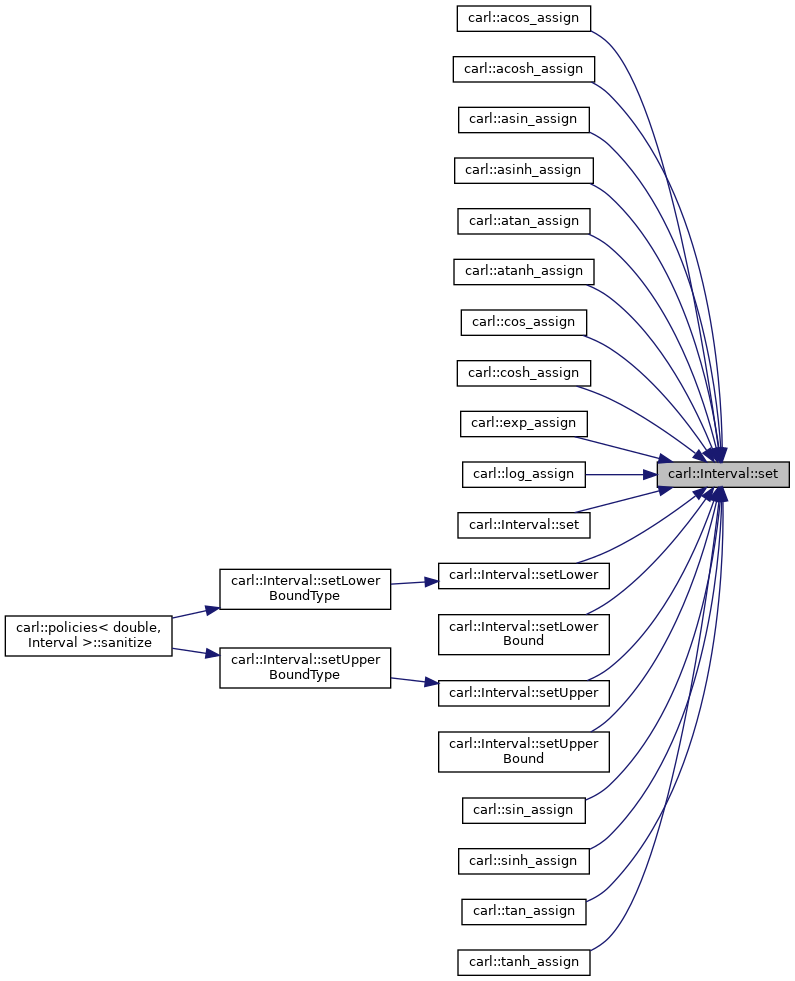 carl::acos_assign
carl::acosh_assign
carl::asin_assign
carl::asinh_assign
carl::atan_assign
carl::atanh_assign
carl::cos_assign
carl::cosh_assign
carl::exp_assign
carl::log_assign
carl::Interval::set
carl::Interval::set
carl::policies< double,
Interval >::sanitize
carl::Interval::setLower
BoundType
carl::Interval::setUpper
BoundType
carl::Interval::setLower
carl::Interval::setLower
Bound
carl::Interval::setUpper
carl::Interval::setUpper
Bound
carl::sin_assign
carl::sinh_assign
carl::tan_assign
carl::tanh_assign